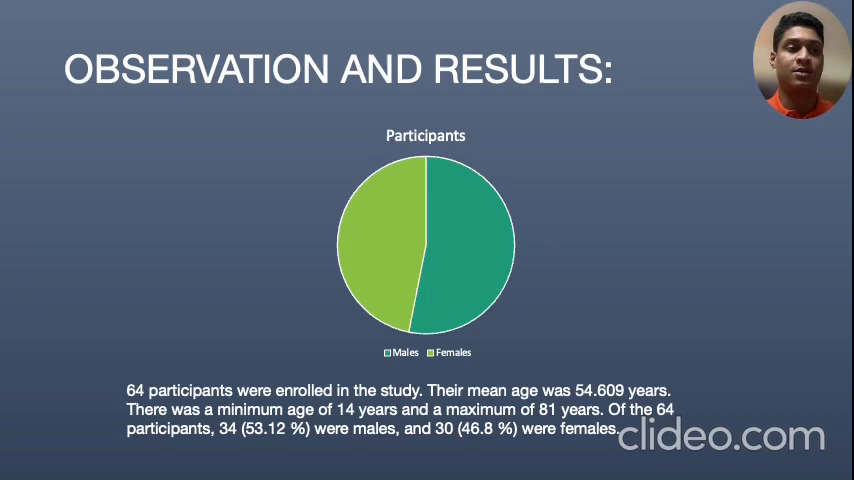 OBSERVATION AND RESULTS:
Participants
Males Females
64 participants were enrolled in the study. Their mean age was 54.609 years.
There was a minimum age of 14 years and a maximum of 81 years. Of the 64
participants, 34 (53.12 %) were males, and 30 (46.8 %) were females.
clideo.com